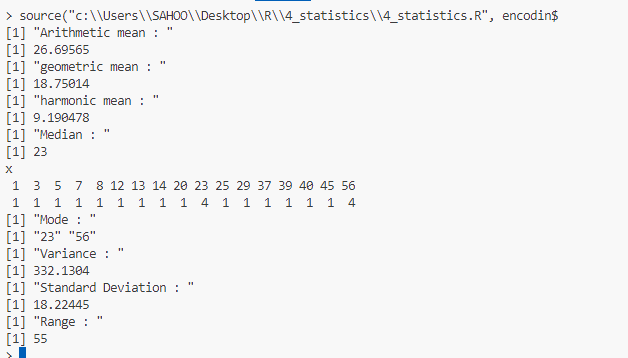 > source("c:\\Users\\SAHOO\\Desktop\\R\\4_statistics\\4_statistics.R", encodin$
[1] "Arithmetic mean : "
[1] 26.69565
[1] "geometric mean : "
[1] 18.75014
[1] "harmonic mean : "
[1] 9.190478
[1] "Median : "
[1] 23
x
 1  3  5  7  8 12 13 14 20 23 25 29 37 39 40 45 56
 1  1  1  1  1  1  1  1  1  4  1  1  1  1  1  1  4
[1] "Mode : "
[1] "23" "56"
[1] "Variance : "
[1] 332.1304
[1] "Standard Deviation : "
[1] 18.22445
[1] "Range : "
[1] 55
>